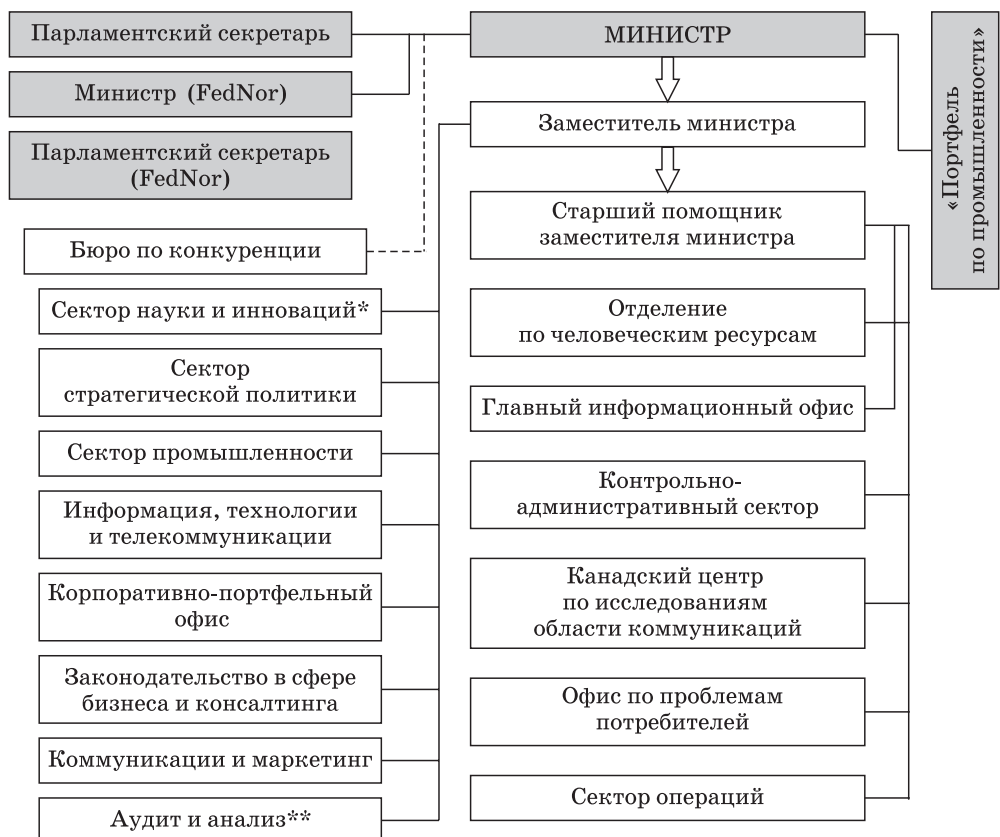 Парламентский секретарь
МИНИСТР
«Портфель
по промышленности»
Министр (FedNor)
Заместитель министра
Парламентский секретарь
(FedNor)
Старший помощник
заместителя министра
Бюро по конкуренции
Сектор науки и инноваций*
Отделение
по человеческим ресурсам
Сектор
стратегической политики
Главный информационный офис
Сектор промышленности
Контрольно-
административный сектор
Информация, технологии
и телекоммуникации
Корпоративно-портфельный
офис
Канадский центр
по исследованиям
области коммуникаций
Законодательство в сфере
бизнеса и консалтинга
Офис по проблемам
потребителей
Коммуникации и маркетинг
Сектор операций
Аудит и анализ**